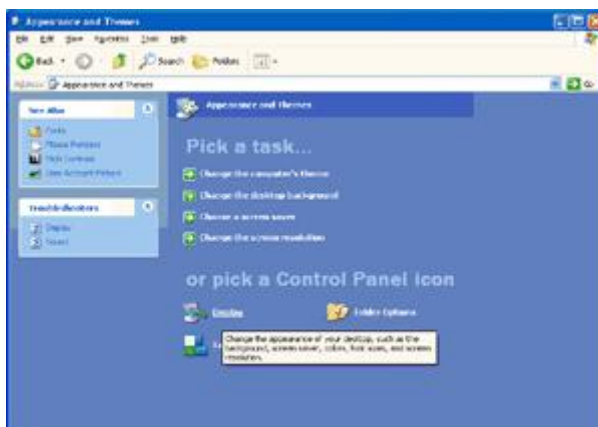 Appearance and Themes
File Edit View Favorites Tools Help
Back Search Folders
Address Appearance and Themes Go
See Also
Fonts
Mouse Pointers
High Contrast
User Account Picture
Troubleshooters
Display
Sound
Appearance and Themes
Pick a task...
Change the computer's theme
Change the desktop background
Choose a screen saver
Change the screen resolution
or pick a Control Panel icon
Display
Folder Options
Change the appearance of your desktop, such as the
background, screen saver, colors, font sizes, and screen
resolution.